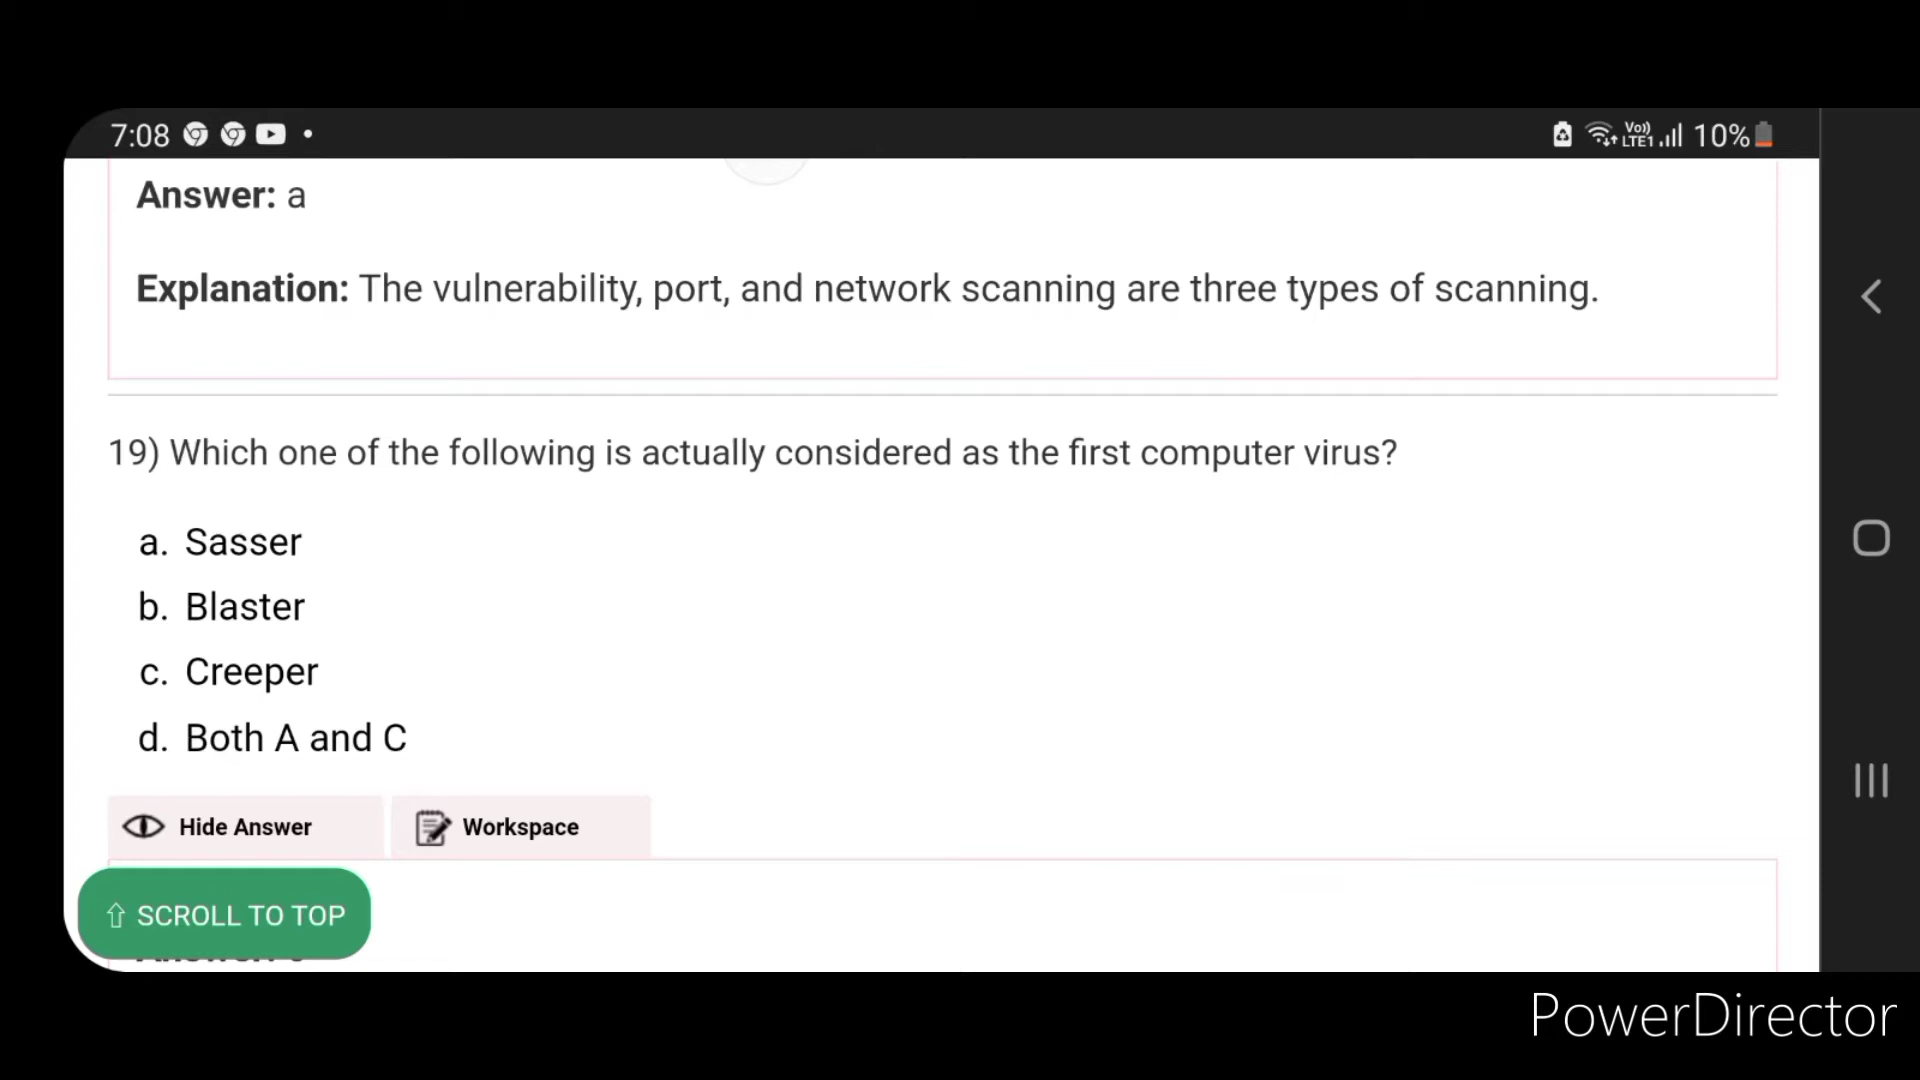 7:08 Vo)) LTE1 10%
Answer: a
Explanation: The vulnerability, port, and network scanning are three types of scanning.
19) Which one of the following is actually considered as the first computer virus?
a. Sasser
b. Blaster
c. Creeper
d. Both A and C
Hide Answer Workspace
SCROLL TO TOP
PowerDirector